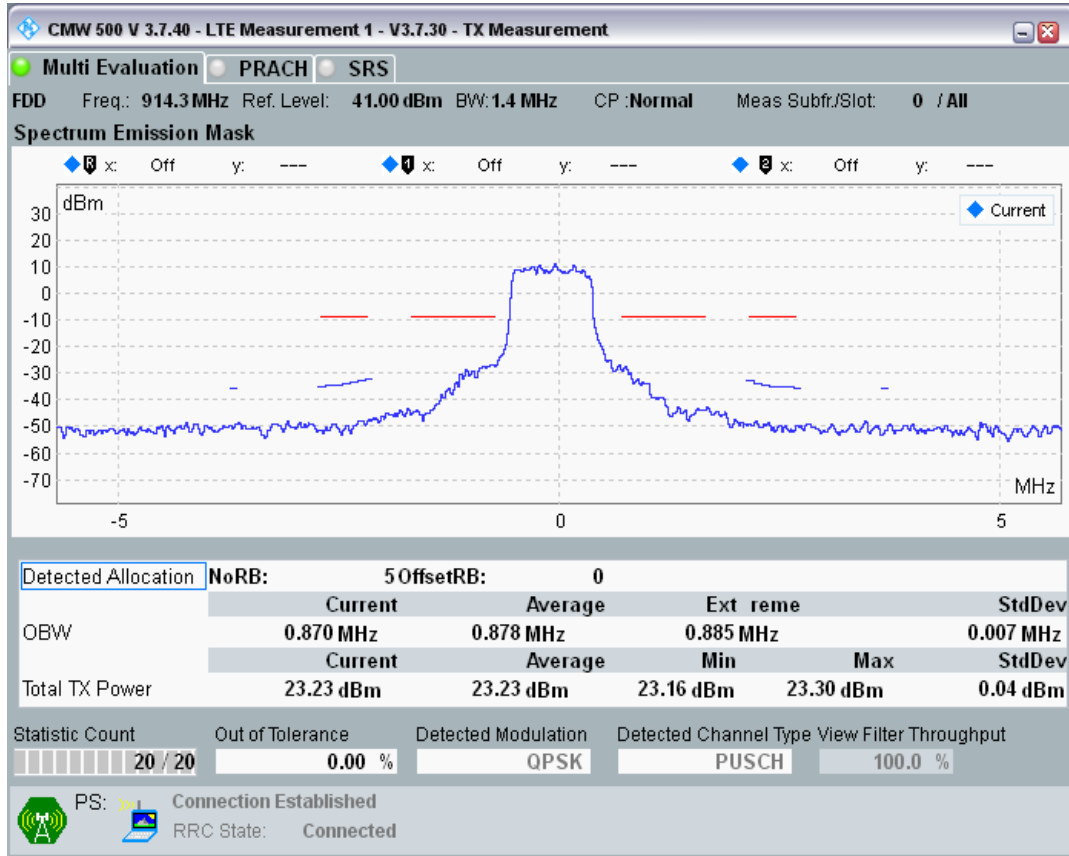 CMW 500 V 3.7.40 - LTE Measurement 1 - V3.7.30 - TX Measurement
Multi Evaluation PRACH SRS
FDD Freq.: 914.3 MHz Ref. Level: 41.00 dBm BW: 1.4 MHz CP :Normal Meas Subfr./Slot: 0 / All
Spectrum Emission Mask
R x: Off y: --- 1 x: Off y: --- 2 x: Off y: ---
dBm
Current
30
20
10
0
-10
-20
-30
-40
-50
-60
-70
MHz
-5 0 5
Detected Allocation NoRB: 5 OffsetRB: 0
Current Average Ext reme StdDev
OBW 0.870 MHz 0.878 MHz 0.885 MHz 0.007 MHz
Current Average Min Max StdDev
Total TX Power 23.23 dBm 23.23 dBm 23.16 dBm 23.30 dBm 0.04 dBm
Statistic Count Out of Tolerance Detected Modulation Detected Channel Type View Filter Throughput
20 / 20 0.00 % QPSK PUSCH 100.0 %
PS: Connection Established
RRC State: Connected